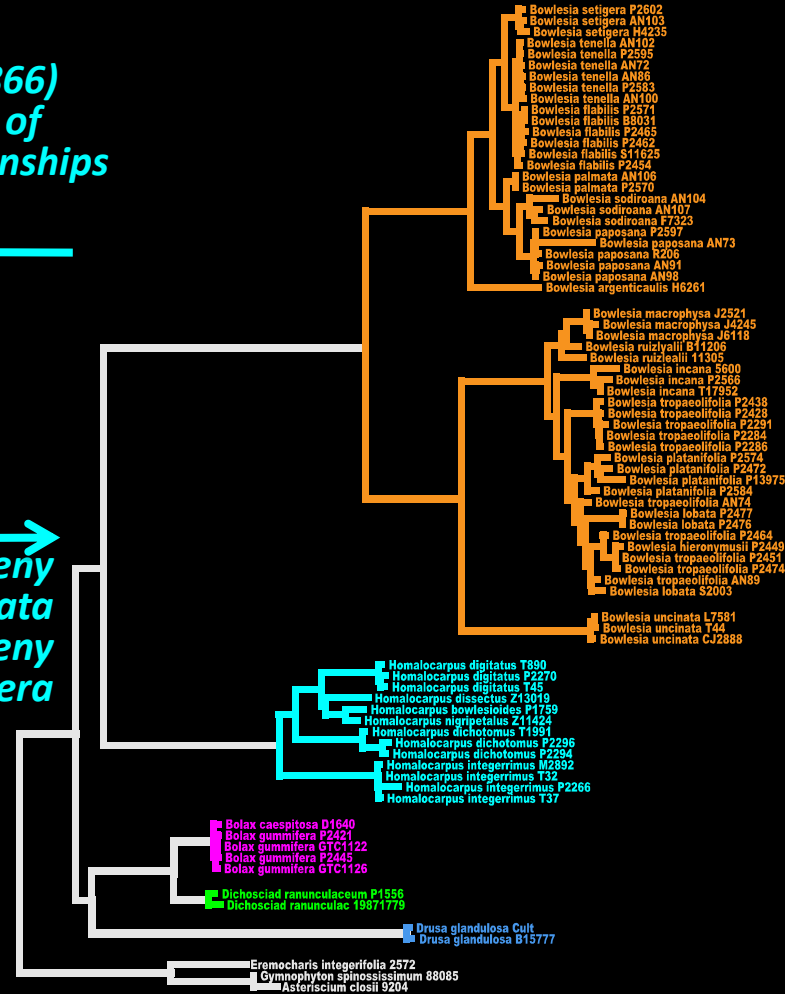 866)
of
nships
eny
ata
eny
era
Bowlesia setigera P2602
Bowlesia setigera AN103
Bowlesia setigera H4235
Bowlesia tenella AN102
Bowlesia tenella P2595
Bowlesia tenella AN72
Bowlesia tenella AN86
Bowlesia tenella P2583
Bowlesia tenella AN100
Bowlesia flabilis P2571
Bowlesia flabilis B8031
Bowlesia flabilis P2465
Bowlesia flabilis P2462
Bowlesia flabilis S11625
Bowlesia flabilis P2454
Bowlesia palmata AN106
Bowlesia palmata P2570
Bowlesia sodiroana AN104
Bowlesia sodiroana AN107
Bowlesia sodiroana F7323
Bowlesia paposana P2597
Bowlesia paposana AN73
Bowlesia paposana R206
Bowlesia paposana AN91
Bowlesia paposana AN98
Bowlesia argenticaulis H6261
Bowlesia macrophysa J2521
Bowlesia macrophysa J4245
Bowlesia macrophysa J6118
Bowlesia ruizlyalii B11206
Bowlesia ruizlealii 11305
Bowlesia incana 5600
Bowlesia incana P2566
Bowlesia incana T17952
Bowlesia tropaeolifolia P2438
Bowlesia tropaeolifolia P2428
Bowlesia tropaeolifolia P2291
Bowlesia tropaeolifolia P2284
Bowlesia tropaeolifolia P2286
Bowlesia platanifolia P2574
Bowlesia platanifolia P2472
Bowlesia platanifolia P13975
Bowlesia platanifolia P2584
Bowlesia tropaeolifolia AN74
Bowlesia lobata P2477
Bowlesia lobata P2476
Bowlesia tropaeolifolia P2464
Bowlesia hieronymusii P2449
Bowlesia tropaeolifolia P2451
Bowlesia tropaeolifolia P2474
Bowlesia tropaeolifolia AN89
Bowlesia lobata S2003
Bowlesia uncinata L7581
Bowlesia uncinata T44
Bowlesia uncinata CJ2888
Homalocarpus digitatus T890
Homalocarpus digitatus P2270
Homalocarpus digitatus T45
Homalocarpus dissectus Z13019
Homalocarpus bowlesioides P1759
Homalocarpus nigripetalus Z11424
Homalocarpus dichotomus T1991
Homalocarpus dichotomus P2296
Homalocarpus dichotomus P2294
Homalocarpus integerrimus M2892
Homalocarpus integerrimus T32
Homalocarpus integerrimus P2266
Homalocarpus integerrimus T37
Bolax caespitosa D1640
Bolax gummifera P2421
Bolax gummifera GTC1122
Bolax gummifera P2445
Bolax gummifera GTC1126
Dichosciad ranunculaceum P1556
Dichosciad ranunculac 19871779
Drusa glandulosa Cult
Drusa glandulosa B15777
Eremocharis integerifolia 2572
Gymnophyton spinossissimum 88085
Asteriscium closii 9204